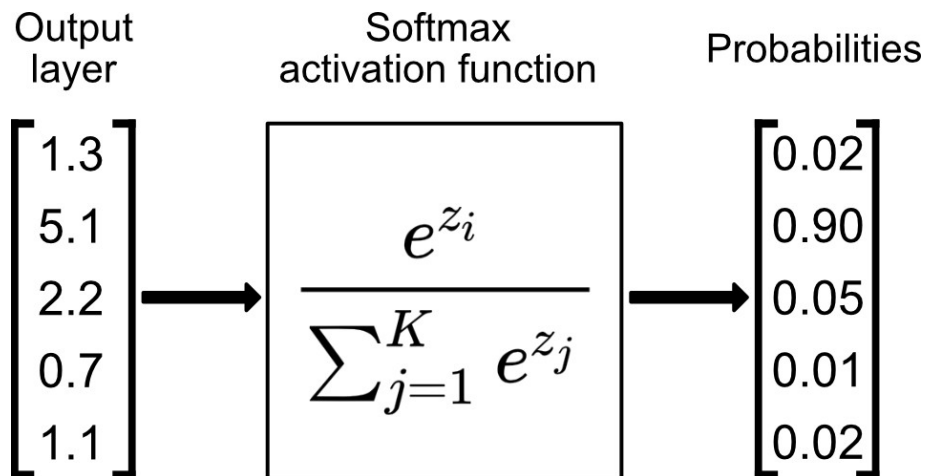 Output
layer
Softmax
activation function
Probabilities
1.3
5.1
2.2
0.7
1.1
e^{z_i}
∑_{j=1}^{K} e^{z_j}
0.02
0.90
0.05
0.01
0.02